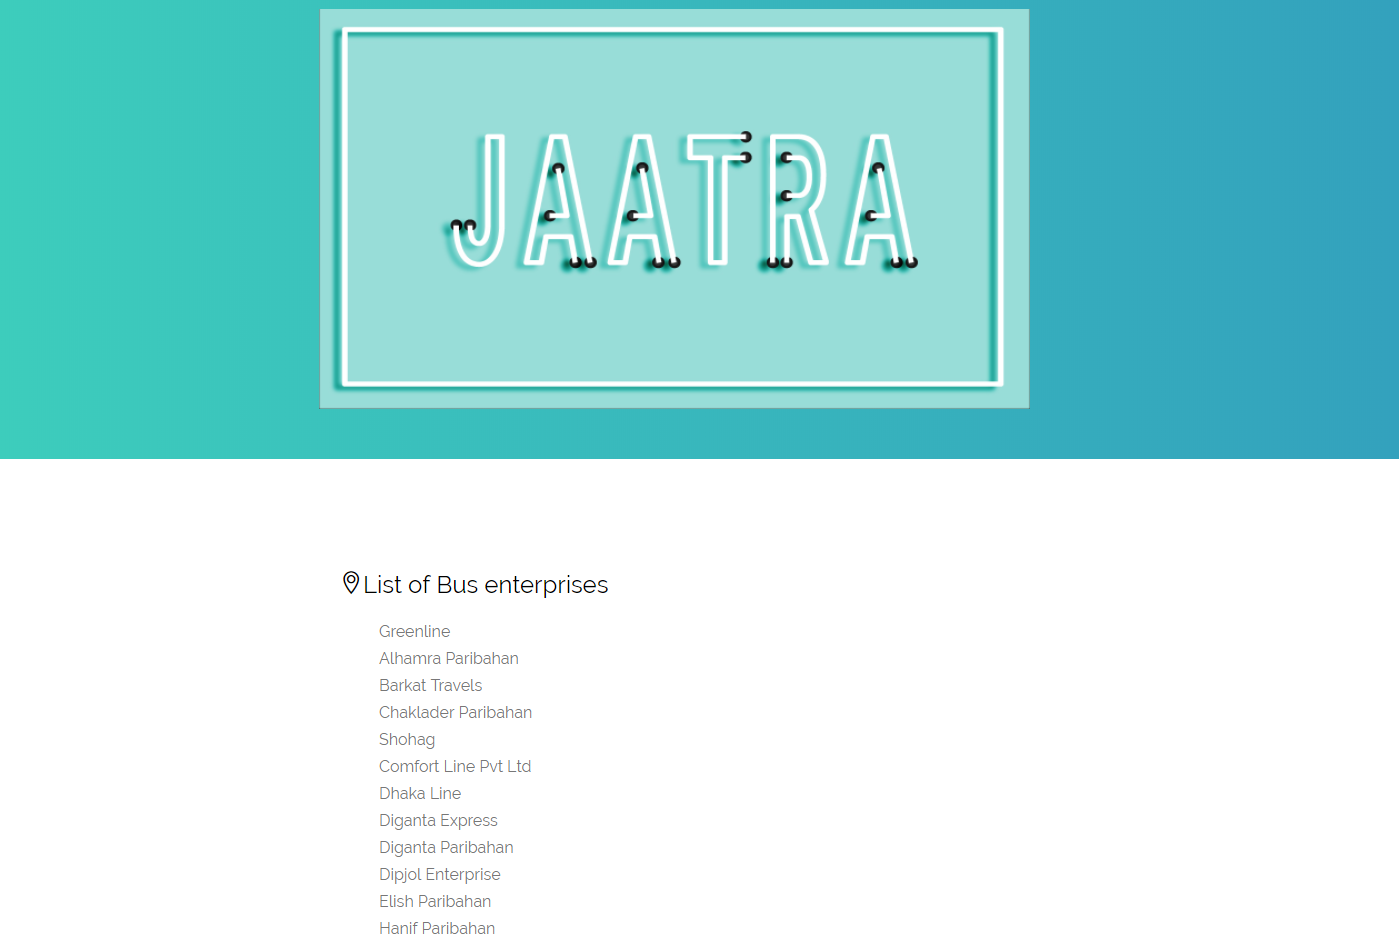 JAATRA
List of Bus enterprises
Greenline
Alhamra Paribahan
Barkat Travels
Chaklader Paribahan
Shohag
Comfort Line Pvt Ltd
Dhaka Line
Diganta Express
Diganta Paribahan
Dipjol Enterprise
Elish Paribahan
Hanif Paribahan